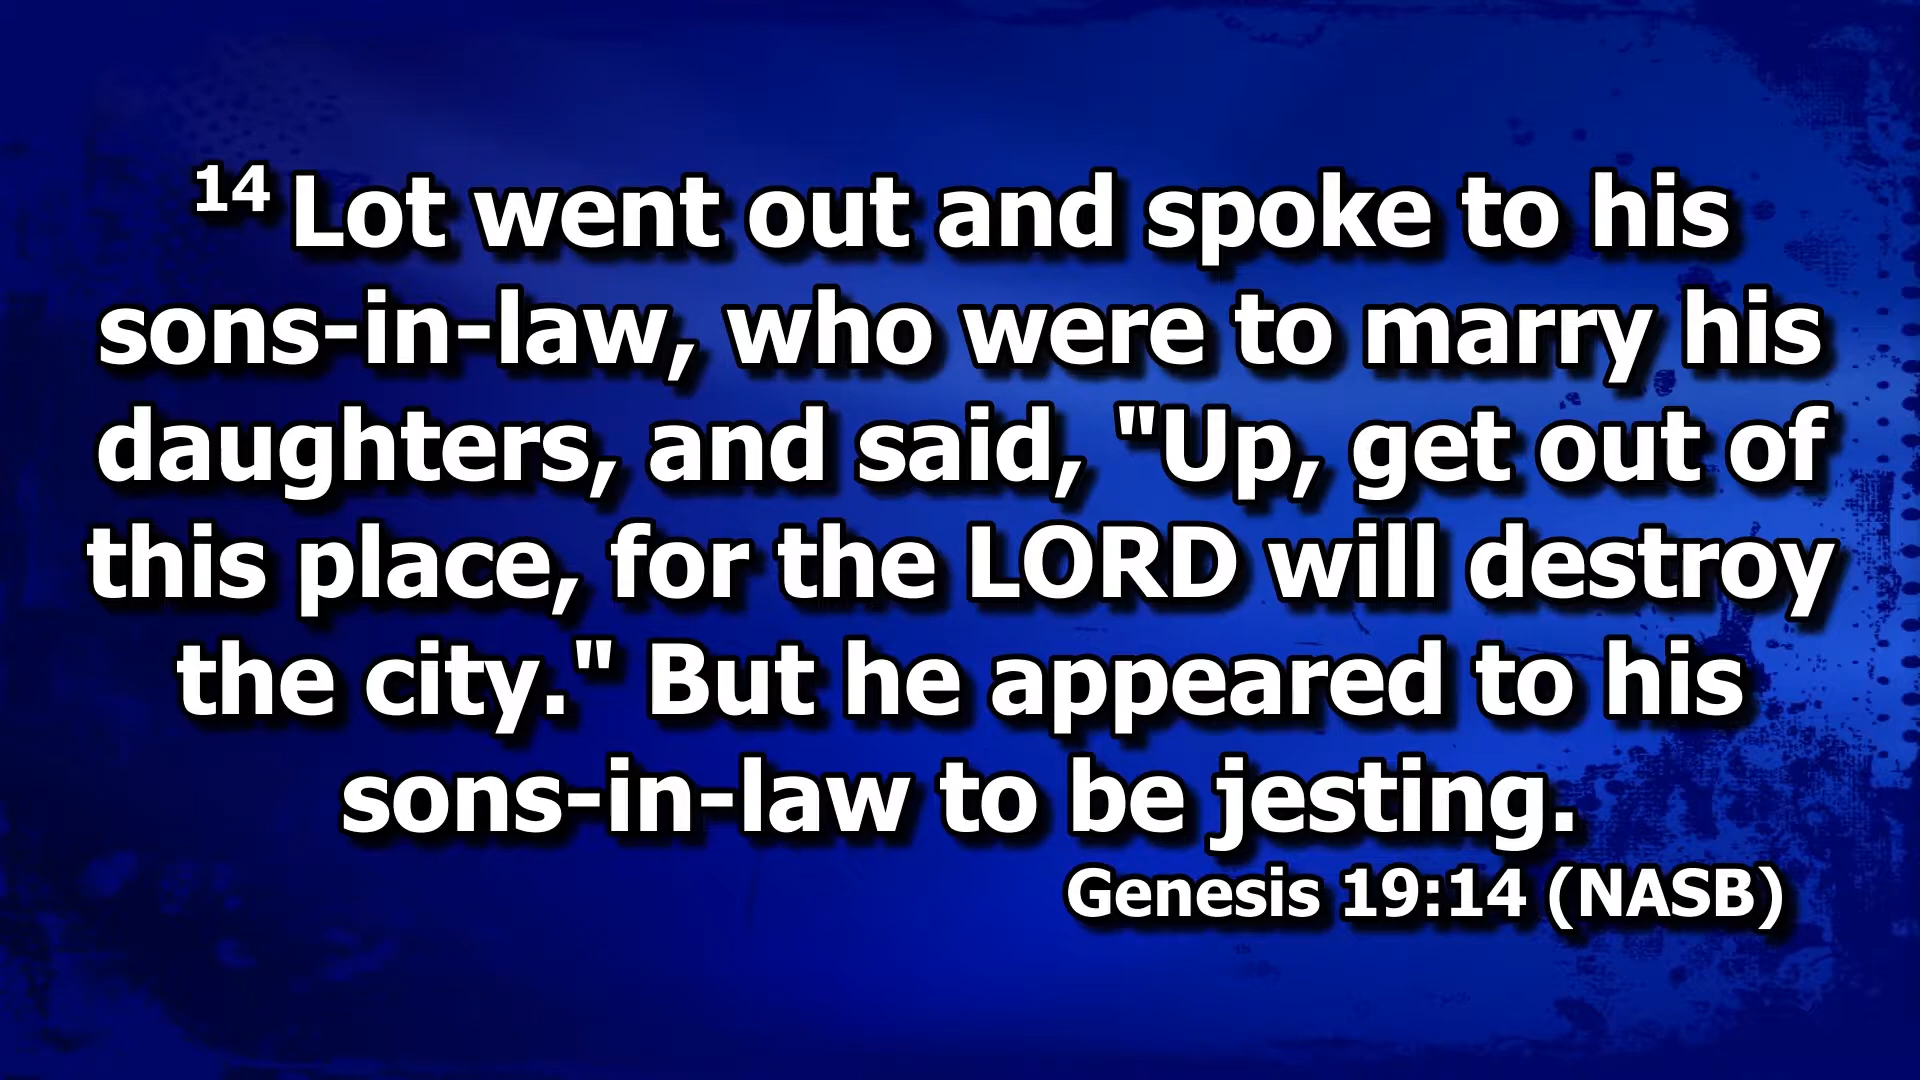 14 Lot went out and spoke to his
sons-in-law, who were to marry his
daughters, and said, "Up, get out of
this place, for the LORD will destroy
the city." But he appeared to his
sons-in-law to be jesting.
Genesis 19:14 (NASB)